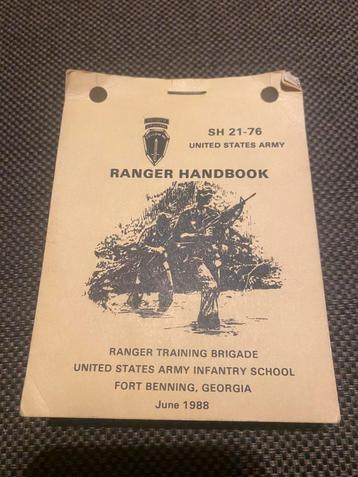 SH 21-76
UNITED STATES ARMY
RANGER HANDBOOK
RANGER TRAINING BRIGADE
UNITED STATES ARMY INFANTRY SCHOOL
FORT BENNING, GEORGIA
June 1988